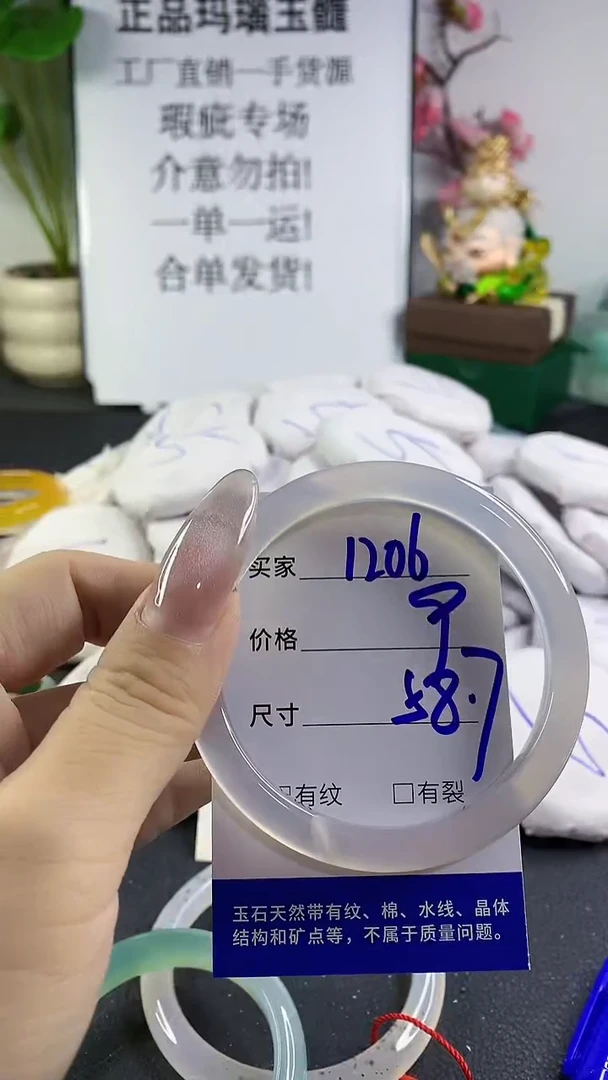 正品玛瑙玉髓
工厂直销一手货源
瑕疵专场
介意勿拍!
一单一运!
合单发货!
买家 1206
价格
尺寸 58.7
有纹 □有裂
玉石天然带有纹、棉、水线、晶体
结构和矿点等，不属于质量问题。